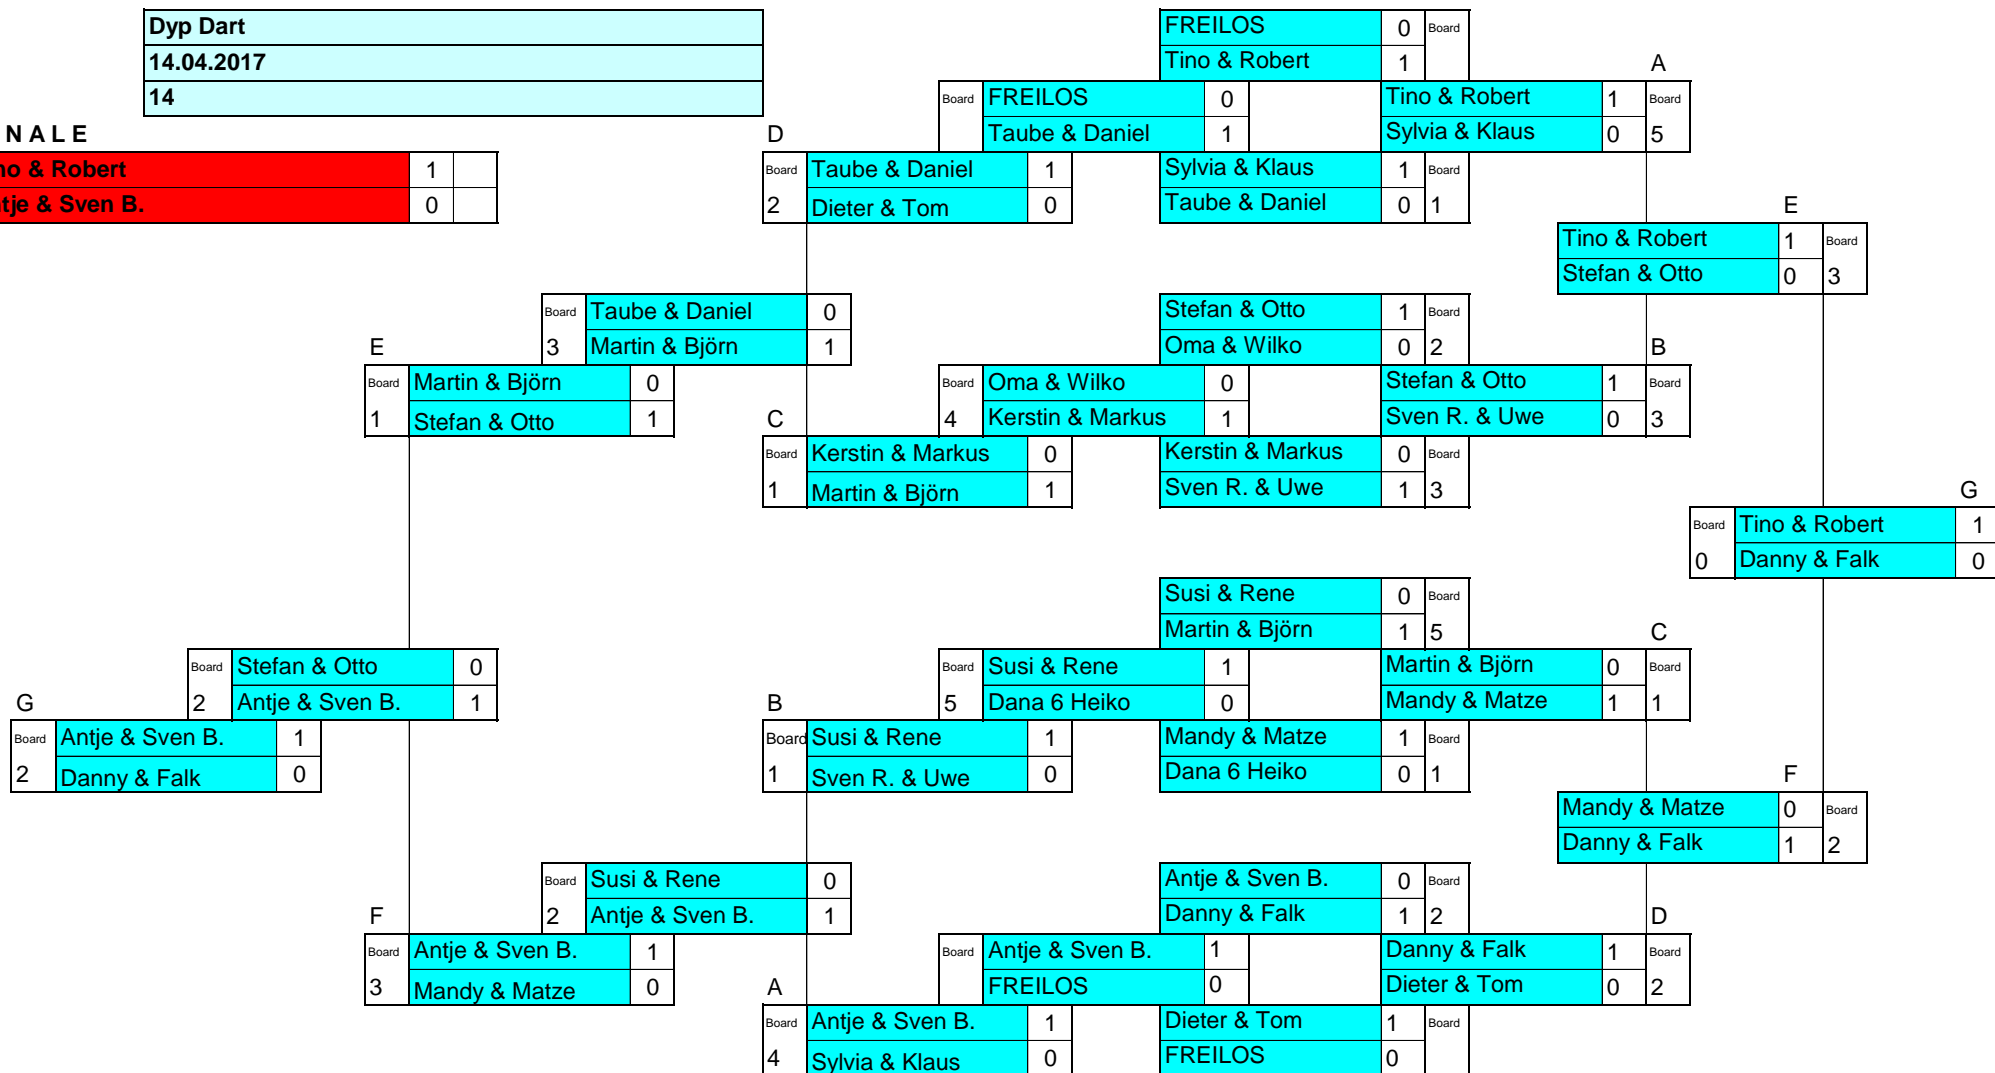 Dyp Dart
14.04.2017
14
N A L E
no & Robert 1
tje & Sven B. 0
FREILOS 0 Board
Tino & Robert 1
A
Board FREILOS 0
Taube & Daniel 1
Tino & Robert 1 Board
Sylvia & Klaus 0 5
D
Board Taube & Daniel 1
2 Dieter & Tom 0
Sylvia & Klaus 1 Board
Taube & Daniel 0 1
E
Tino & Robert 1 Board
Stefan & Otto 0 3
Board Taube & Daniel 0
3 Martin & Björn 1
Stefan & Otto 1 Board
Oma & Wilko 0 2
E
B
Board Martin & Björn 0
1 Stefan & Otto 1
Board Oma & Wilko 0
4 Kerstin & Markus 1
Stefan & Otto 1 Board
Sven R. & Uwe 0 3
C
Board Kerstin & Markus 0
1 Martin & Björn 1
Kerstin & Markus 0 Board
Sven R. & Uwe 1 3
G
Board Tino & Robert 1
0 Danny & Falk 0
Susi & Rene 0 Board
Martin & Björn 1 5
C
Board Stefan & Otto 0
2 Antje & Sven B. 1
Board Susi & Rene 1
5 Dana 6 Heiko 0
Martin & Björn 0 Board
Mandy & Matze 1 1
G
B
Board Antje & Sven B. 1
2 Danny & Falk 0
Board Susi & Rene 1
1 Sven R. & Uwe 0
Mandy & Matze 1 Board
Dana 6 Heiko 0 1
F
Mandy & Matze 0 Board
Danny & Falk 1 2
Board Susi & Rene 0
2 Antje & Sven B. 1
Antje & Sven B. 0 Board
Danny & Falk 1 2
F
D
Board Antje & Sven B. 1
3 Mandy & Matze 0
Board Antje & Sven B. 1
FREILOS 0
Danny & Falk 1 Board
Dieter & Tom 0 2
A
Board Antje & Sven B. 1
4 Sylvia & Klaus 0
Dieter & Tom 1 Board
FREILOS 0